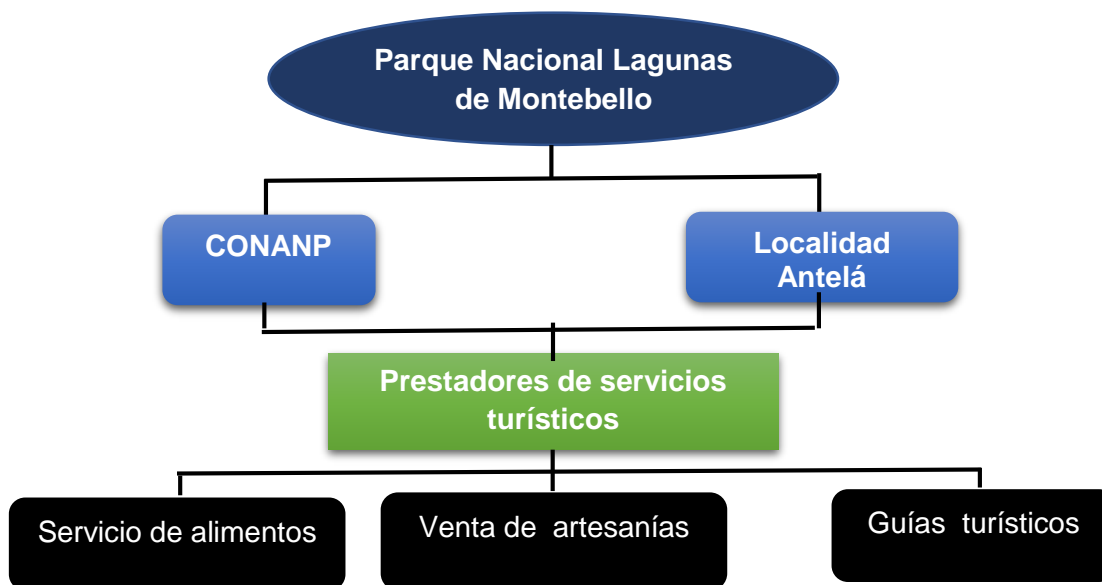 Parque Nacional Lagunas
de Montebello
CONANP
Localidad
Antelá
Prestadores de servicios
turísticos
Servicio de alimentos
Venta de artesanías
Guías turísticos